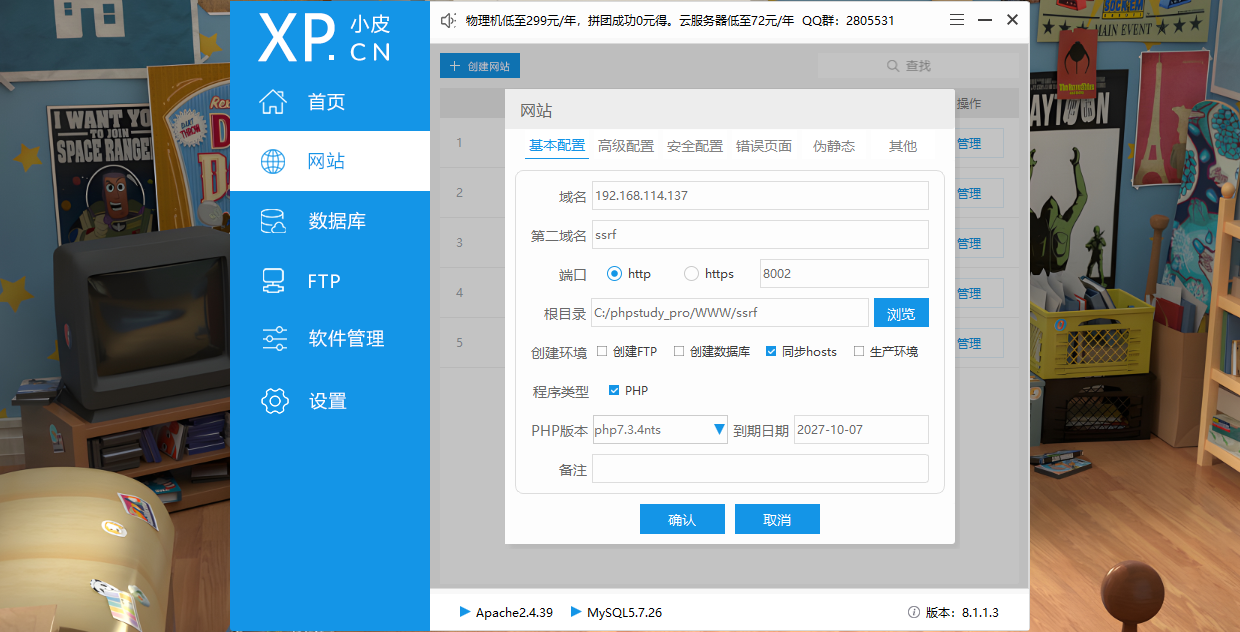 XP.CN 小皮
物理机低至299元/年，拼团成功0元得。云服务器低至72元/年 QQ群：2805531
首页
网站
数据库
FTP
软件管理
设置
创建网站
查找
操作
1 管理
2 管理
3 管理
4 管理
5 管理
网站
基本配置 高级配置 安全配置 错误页面 伪静态 其他
域名 192.168.114.137
第二域名 ssrf
端口 http https 8002
根目录 C:/phpstudy_pro/WWW/ssrf 浏览
创建环境 创建FTP 创建数据库 同步hosts 生产环境
程序类型 PHP
PHP版本 php7.3.4nts 到期日期 2027-10-07
备注
确认 取消
Apache2.4.39 MySQL5.7.26 版本：8.1.1.3
I WANT YO
TO JOIN
SPACE RANGER
MAIN EVENT